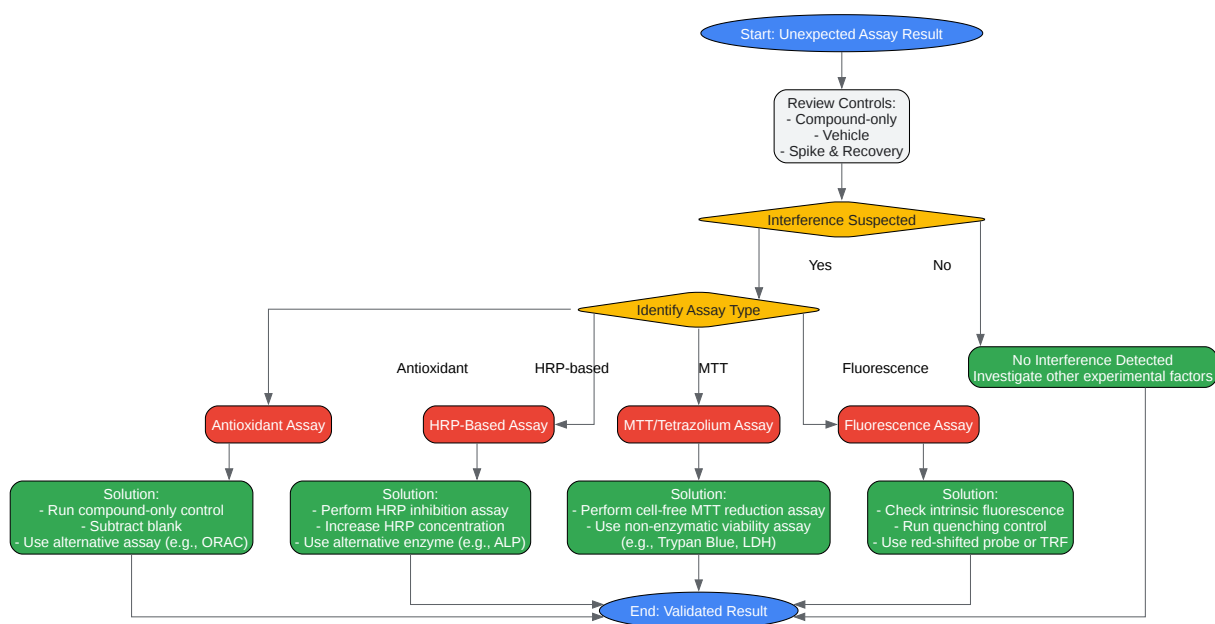 Start: Unexpected Assay Result
Review Controls:
- Compound-only
- Vehicle
- Spike & Recovery
Interference Suspected
Yes
No
Identify Assay Type
No Interference Detected
Investigate other experimental factors
Antioxidant
HRP-based
MTT
Fluorescence
Antioxidant Assay
HRP-Based Assay
MTT/Tetrazolium Assay
Fluorescence Assay
Solution:
- Run compound-only control
- Subtract blank
- Use alternative assay (e.g., ORAC)
Solution:
- Perform HRP inhibition assay
- Increase HRP concentration
- Use alternative enzyme (e.g., ALP)
Solution:
- Perform cell-free MTT reduction assay
- Use non-enzymatic viability assay
(e.g., Trypan Blue, LDH)
Solution:
- Check intrinsic fluorescence
- Run quenching control
- Use red-shifted probe or TRF
End: Validated Result